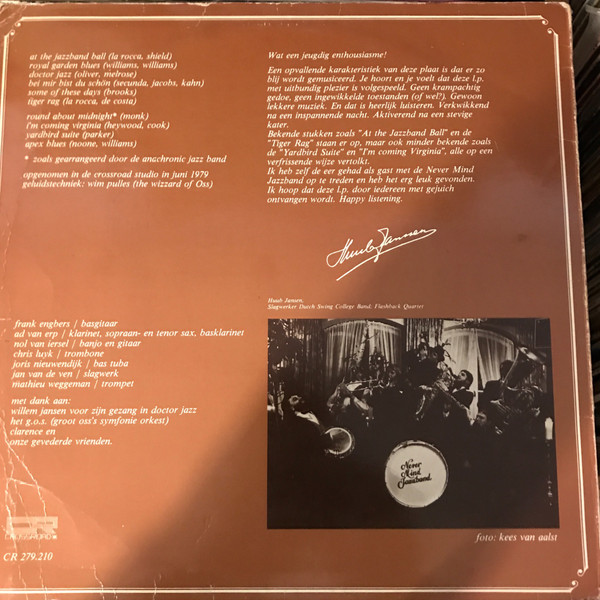 at the jazzband ball (la rocca, shield)
royal garden blues (williams, williams)
doctor jazz (oliver, melrose)
bei mir bist du schön (secunda, jacobs, kahn)
some of these days (brooks)
tiger rag (la rocca, de costa)
round about midnight* (monk)
i'm coming virginia (heywood, cook)
yardbird suite (parker)
apex blues (noone, williams)
* zoals gearrangeerd door de anachronic jazz band
opgenomen in de crossroad studio in juni 1979
geluidstechniek: wim pulles (the wizzard of Oss)
Wat een jeugdig enthousiasme!
Een opvallende karakteristiek van deze plaat is dat er zo
blij wordt gemusiceerd. Je hoort en je voelt dat deze l.p.
met uitbundig plezier is volgespeeld. Geen krampachtig
gedoe, geen ingewikkelde toestanden (of wel?). Gewoon
lekkere muziek. En dat is heerlijk luisteren. Verkwikkend
na een inspannende nacht. Aktiverend na een stevige
kater.
Bekende stukken zoals "At the Jazzband Ball" en de
"Tiger Rag" staan er op, maar ook minder bekende zoals
de "Yardbird Suite" en "I'm coming Virginia", alle op een
verfrissende wijze vertolkt.
Ik heb zelf de eer gehad als gast met de Never Mind
Jazzband op te treden en heb het erg leuk gevonden.
Ik hoop dat deze l.p. door iedereen met gejuich
ontvangen wordt. Happy listening.
Huub Janssen
Huub Jansen,
Slagwerker Dutch Swing College Band; Flashback Quartet
frank engbers / basgitaar
ad van erp / klarinet, sopraan- en tenor sax, basklarinet
nol van iersel / banjo en gitaar
chris luyk / trombone
joris nieuwendijk / bas tuba
jan van de ven / slagwerk
mathieu weggeman / trompet
met dank aan:
willem jansen voor zijn gezang in doctor jazz
het g.o.s. (groot oss's symfonie orkest)
clarence en
onze gevederde vrienden.
Never
Mind
Jazzband.
foto: kees van aalst
CROSSROAD
CR 279.210